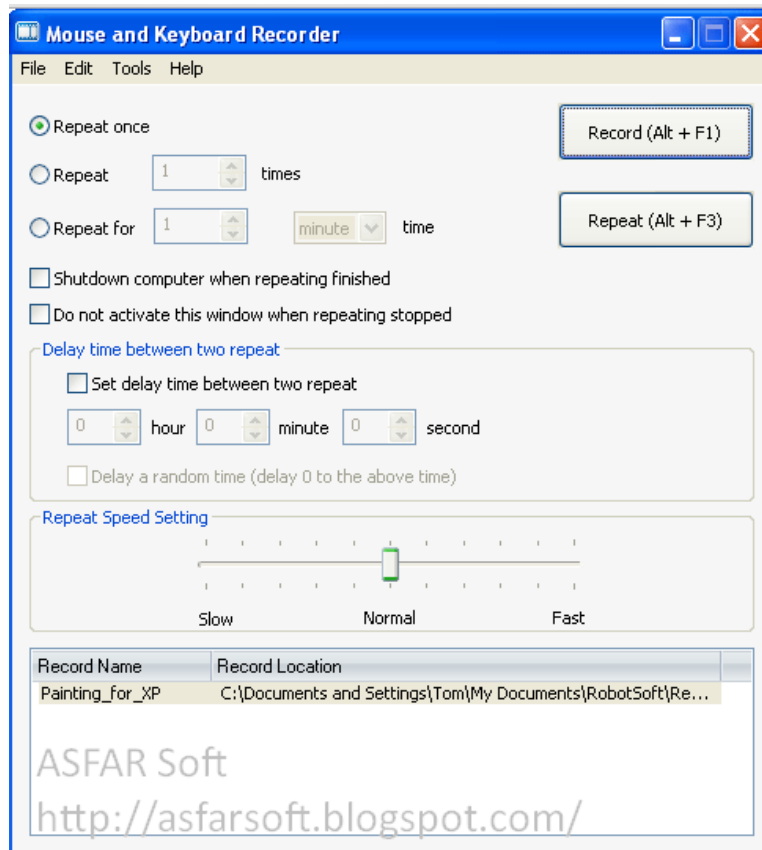 Mouse and Keyboard Recorder
File Edit Tools Help
Repeat once
Record (Alt + F1)
Repeat 1 times
Repeat for 1 minute time
Repeat (Alt + F3)
Shutdown computer when repeating finished
Do not activate this window when repeating stopped
Delay time between two repeat
Set delay time between two repeat
0 hour 0 minute 0 second
Delay a random time (delay 0 to the above time)
Repeat Speed Setting
Slow Normal Fast
Record Name Record Location
Painting_for_XP C:\Documents and Settings\Tom\My Documents\RobotSoft\Re...
ASFAR Soft
http://asfarsoft.blogspot.com/